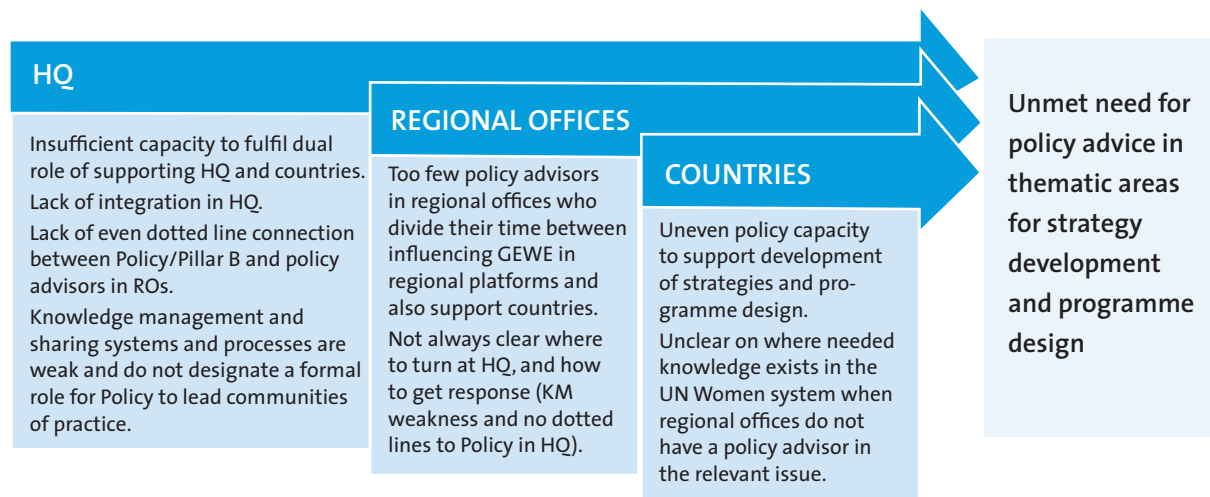 HQ
Insufficient capacity to fulfil dual
role of supporting HQ and countries.
Lack of integration in HQ.
Lack of even dotted line connection
between Policy/Pillar B and policy
advisors in ROs.
Knowledge management and
sharing systems and processes are
weak and do not designate a formal
role for Policy to lead communities
of practice.
REGIONAL OFFICES
Too few policy advisors
in regional offices who
divide their time between
influencing GEWE in
regional platforms and
also support countries.
Not always clear where
to turn at HQ, and how
to get response (KM
weakness and no dotted
lines to Policy in HQ).
COUNTRIES
Uneven policy capacity
to support development
of strategies and pro-
gramme design.
Unclear on where needed
knowledge exists in the
UN Women system when
regional offices do not
have a policy advisor in
the relevant issue.
Unmet need for
policy advice in
thematic areas
for strategy
development
and programme
design